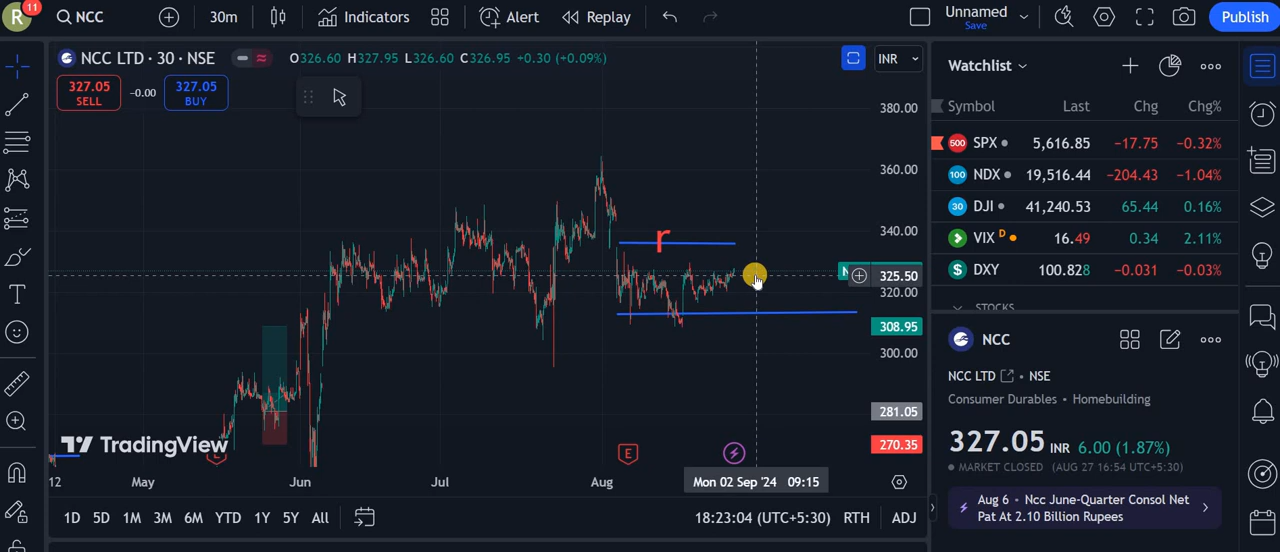 R 11 NCC 30m Indicators Alert Replay Unnamed Save Publish
NCC LTD · 30 · NSE O326.60 H327.95 L326.60 C326.95 +0.30 (+0.09%) INR
327.05 SELL -0.00 327.05 BUY
380.00
360.00
340.00
r
325.50
320.00
308.95
300.00
281.05
270.35
TradingView
E
E
12 May Jun Jul Aug Mon 02 Sep '24 09:15
1D 5D 1M 3M 6M YTD 1Y 5Y All 18:23:04 (UTC+5:30) RTH ADJ
Watchlist
Symbol Last Chg Chg%
500 SPX 5,616.85 −17.75 −0.32%
100 NDX 19,516.44 −204.43 −1.04%
30 DJI 41,240.53 65.44 0.16%
VIX D 16.49 0.34 2.11%
$ DXY 100.828 −0.031 −0.03%
STOCKS
NCC
NCC LTD • NSE
Consumer Durables • Homebuilding
327.05 INR 6.00 (1.87%)
MARKET CLOSED (AUG 27 16:54 UTC+5:30)
Aug 6 • Ncc June-Quarter Consol Net
Pat At 2.10 Billion Rupees